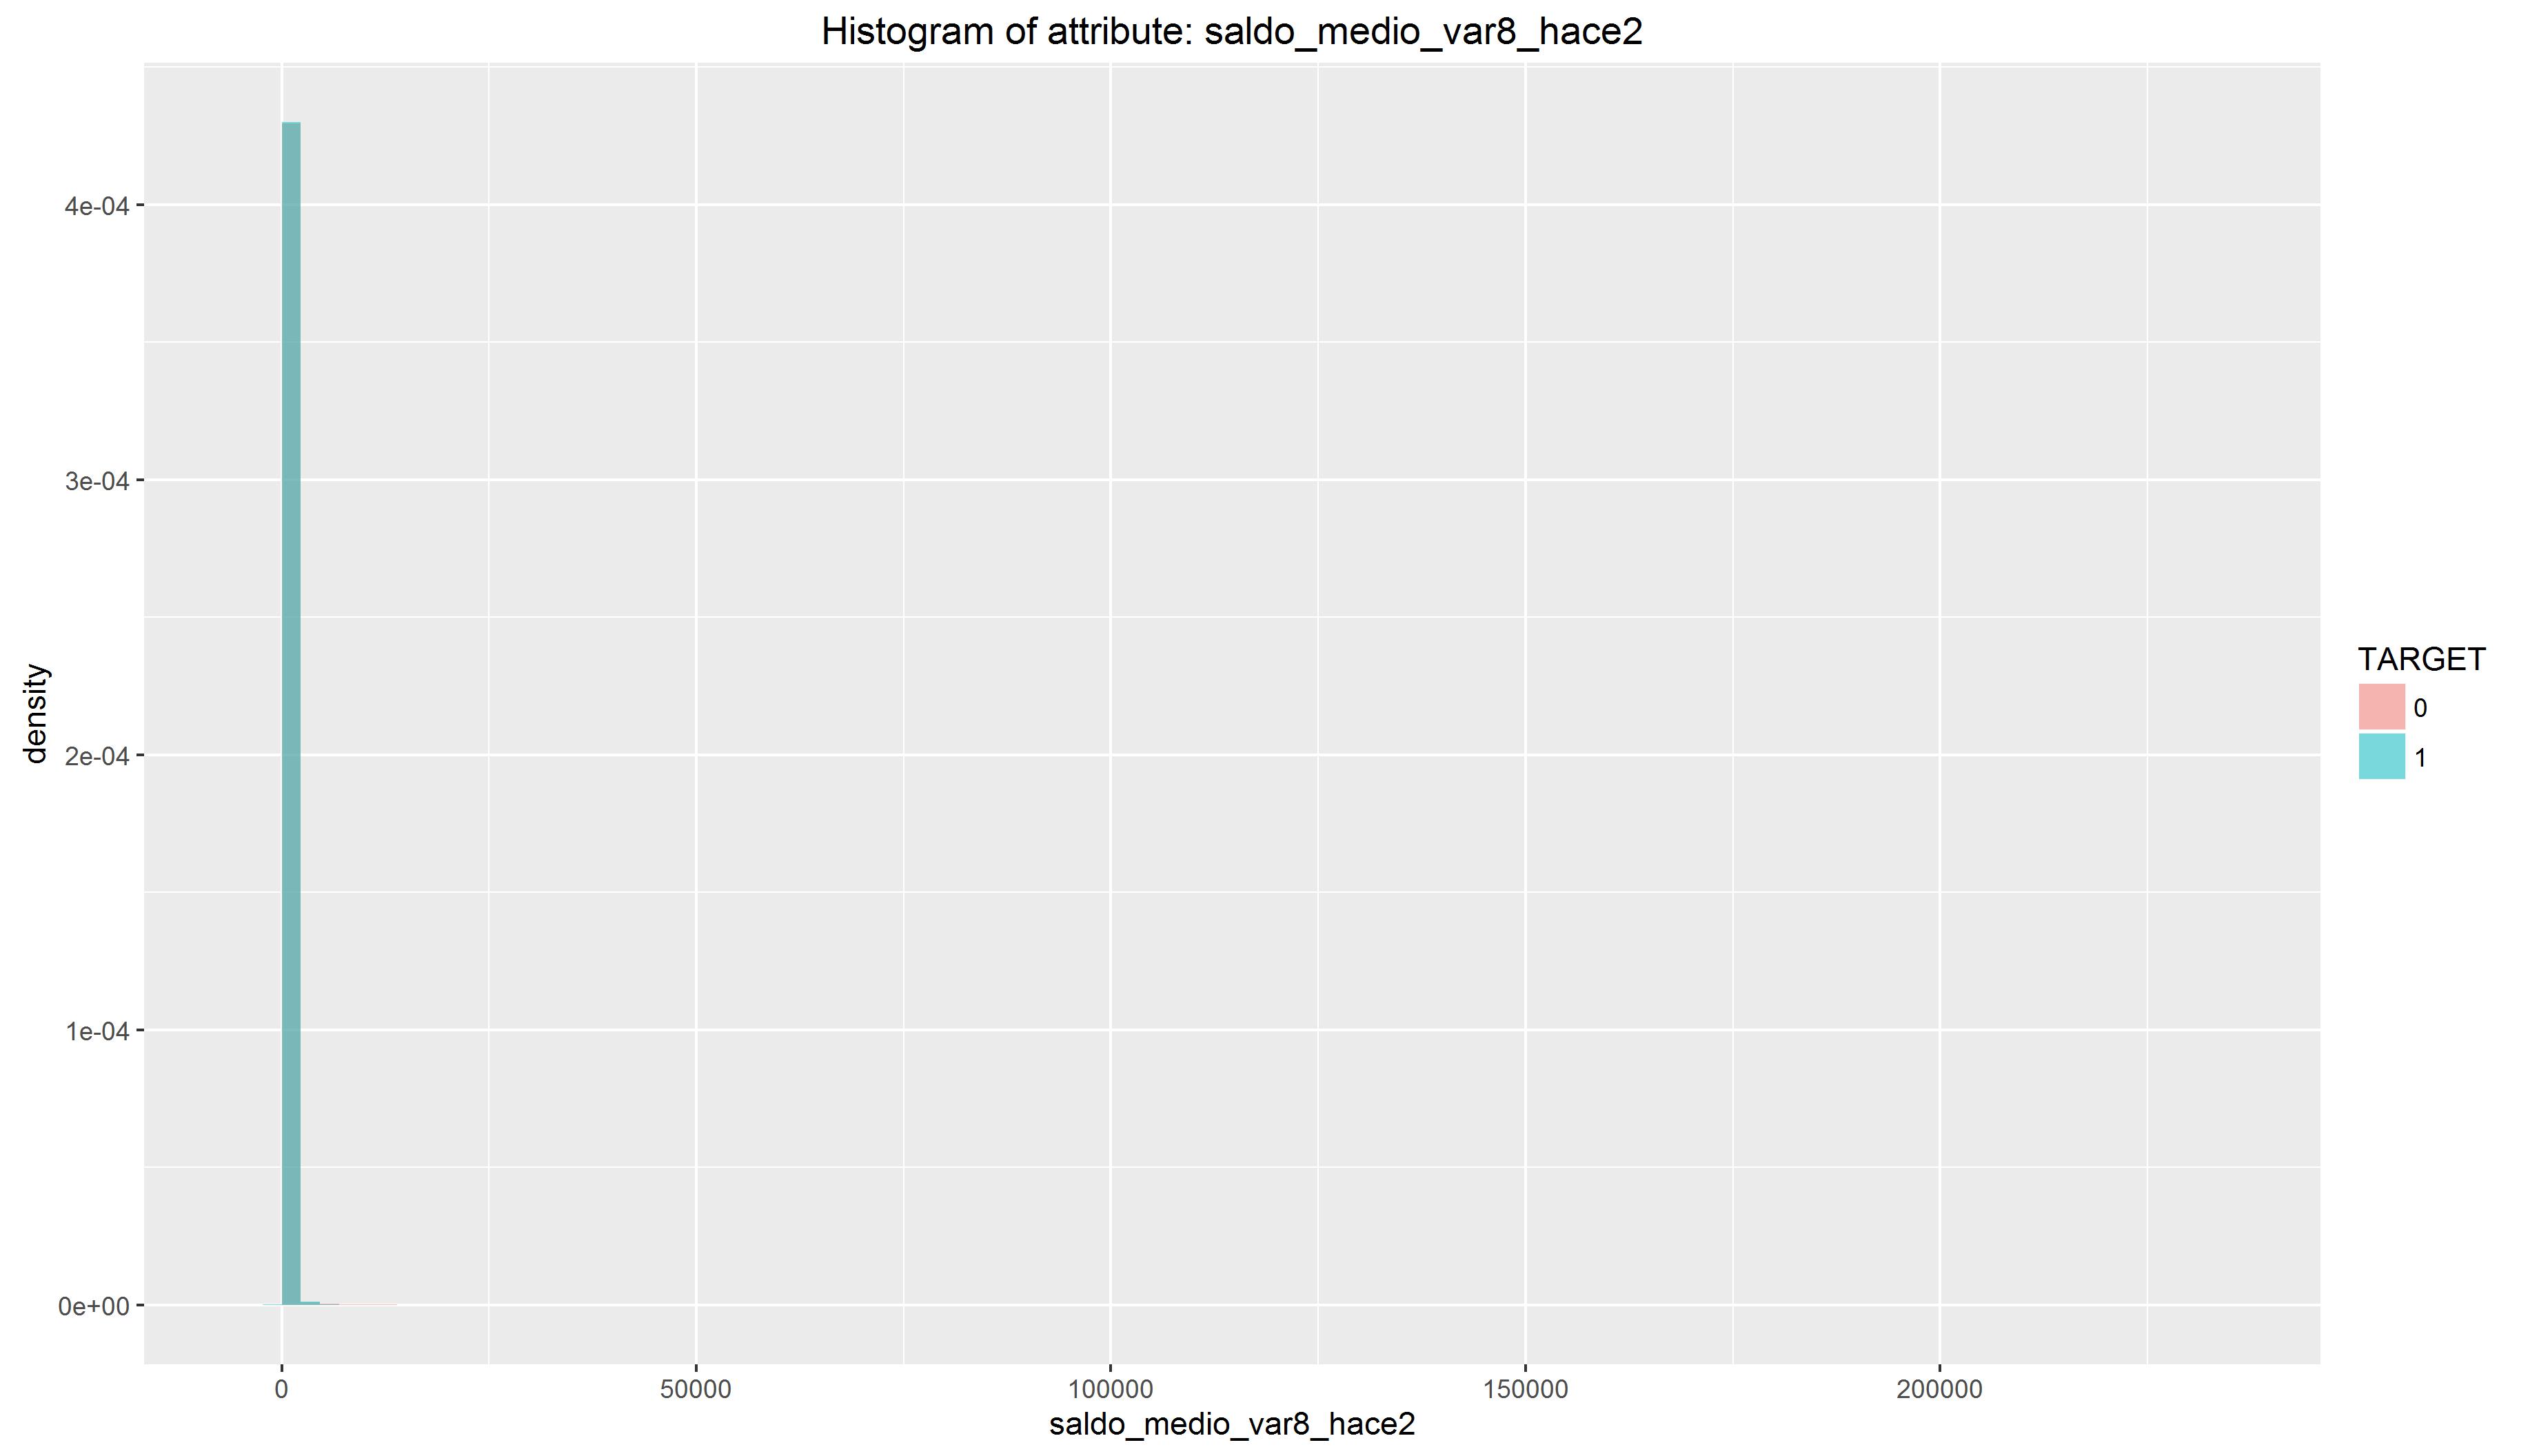 Histogram of attribute: saldo_medio_var8_hace2
4e-04
3e-04
2e-04
1e-04
0e+00
density
0
50000
100000
150000
200000
saldo_medio_var8_hace2
TARGET
0
1